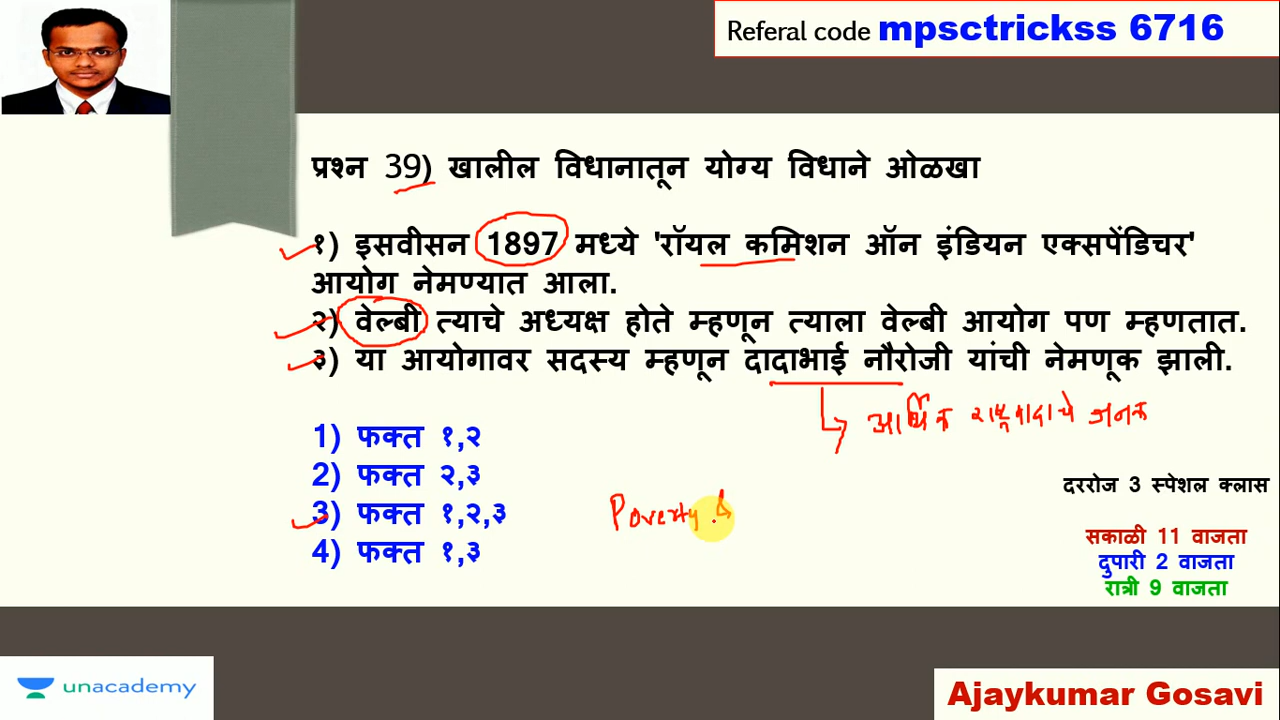 Referal code mpsctrickss 6716
प्रश्न 39) खालील विधानातून योग्य विधाने ओळखा
१) इसवीसन 1897 मध्ये 'रॉयल कमिशन ऑन इंडियन एक्सपेंडिचर'
आयोग नेमण्यात आला.
२) वेल्बी त्याचे अध्यक्ष होते म्हणून त्याला वेल्बी आयोग पण म्हणतात.
३) या आयोगावर सदस्य म्हणून दादाभाई नौरोजी यांची नेमणूक झाली.
आर्थिक राष्ट्रवादाचे जनक
1) फक्त १,२
2) फक्त २,३
3) फक्त १,२,३
4) फक्त १,३
Poverty &
दररोज 3 स्पेशल क्लास
सकाळी 11 वाजता
दुपारी 2 वाजता
रात्री 9 वाजता
unacademy
Ajaykumar Gosavi